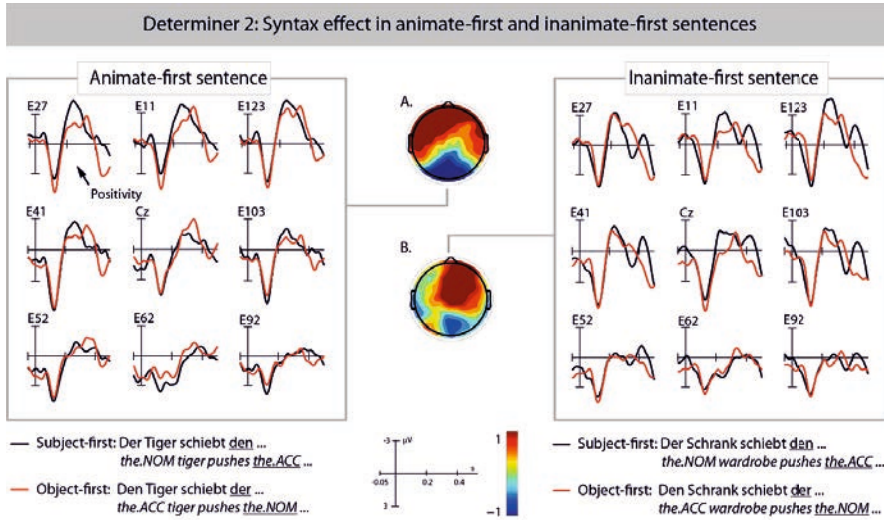 Determiner 2: Syntax effect in animate-first and inanimate-first sentences
Animate-first sentence
E27
E11
E123
Positivity
E41
Cz
E103
E52
E62
E92
A.
B.
Inanimate-first sentence
E27
E11
E123
E41
Cz
E103
E52
E62
E92
Subject-first: Der Tiger schiebt den ...
the.NOM tiger pushes the.ACC ...
Object-first: Den Tiger schiebt der ...
the.ACC tiger pushes the.NOM ...
-3 µV
s
-0.05 0.2 0.4
3
1
-1
Subject-first: Der Schrank schiebt den ...
the.NOM wardrobe pushes the.ACC ...
Object-first: Den Schrank schiebt der ...
the.ACC wardrobe pushes the.NOM ...